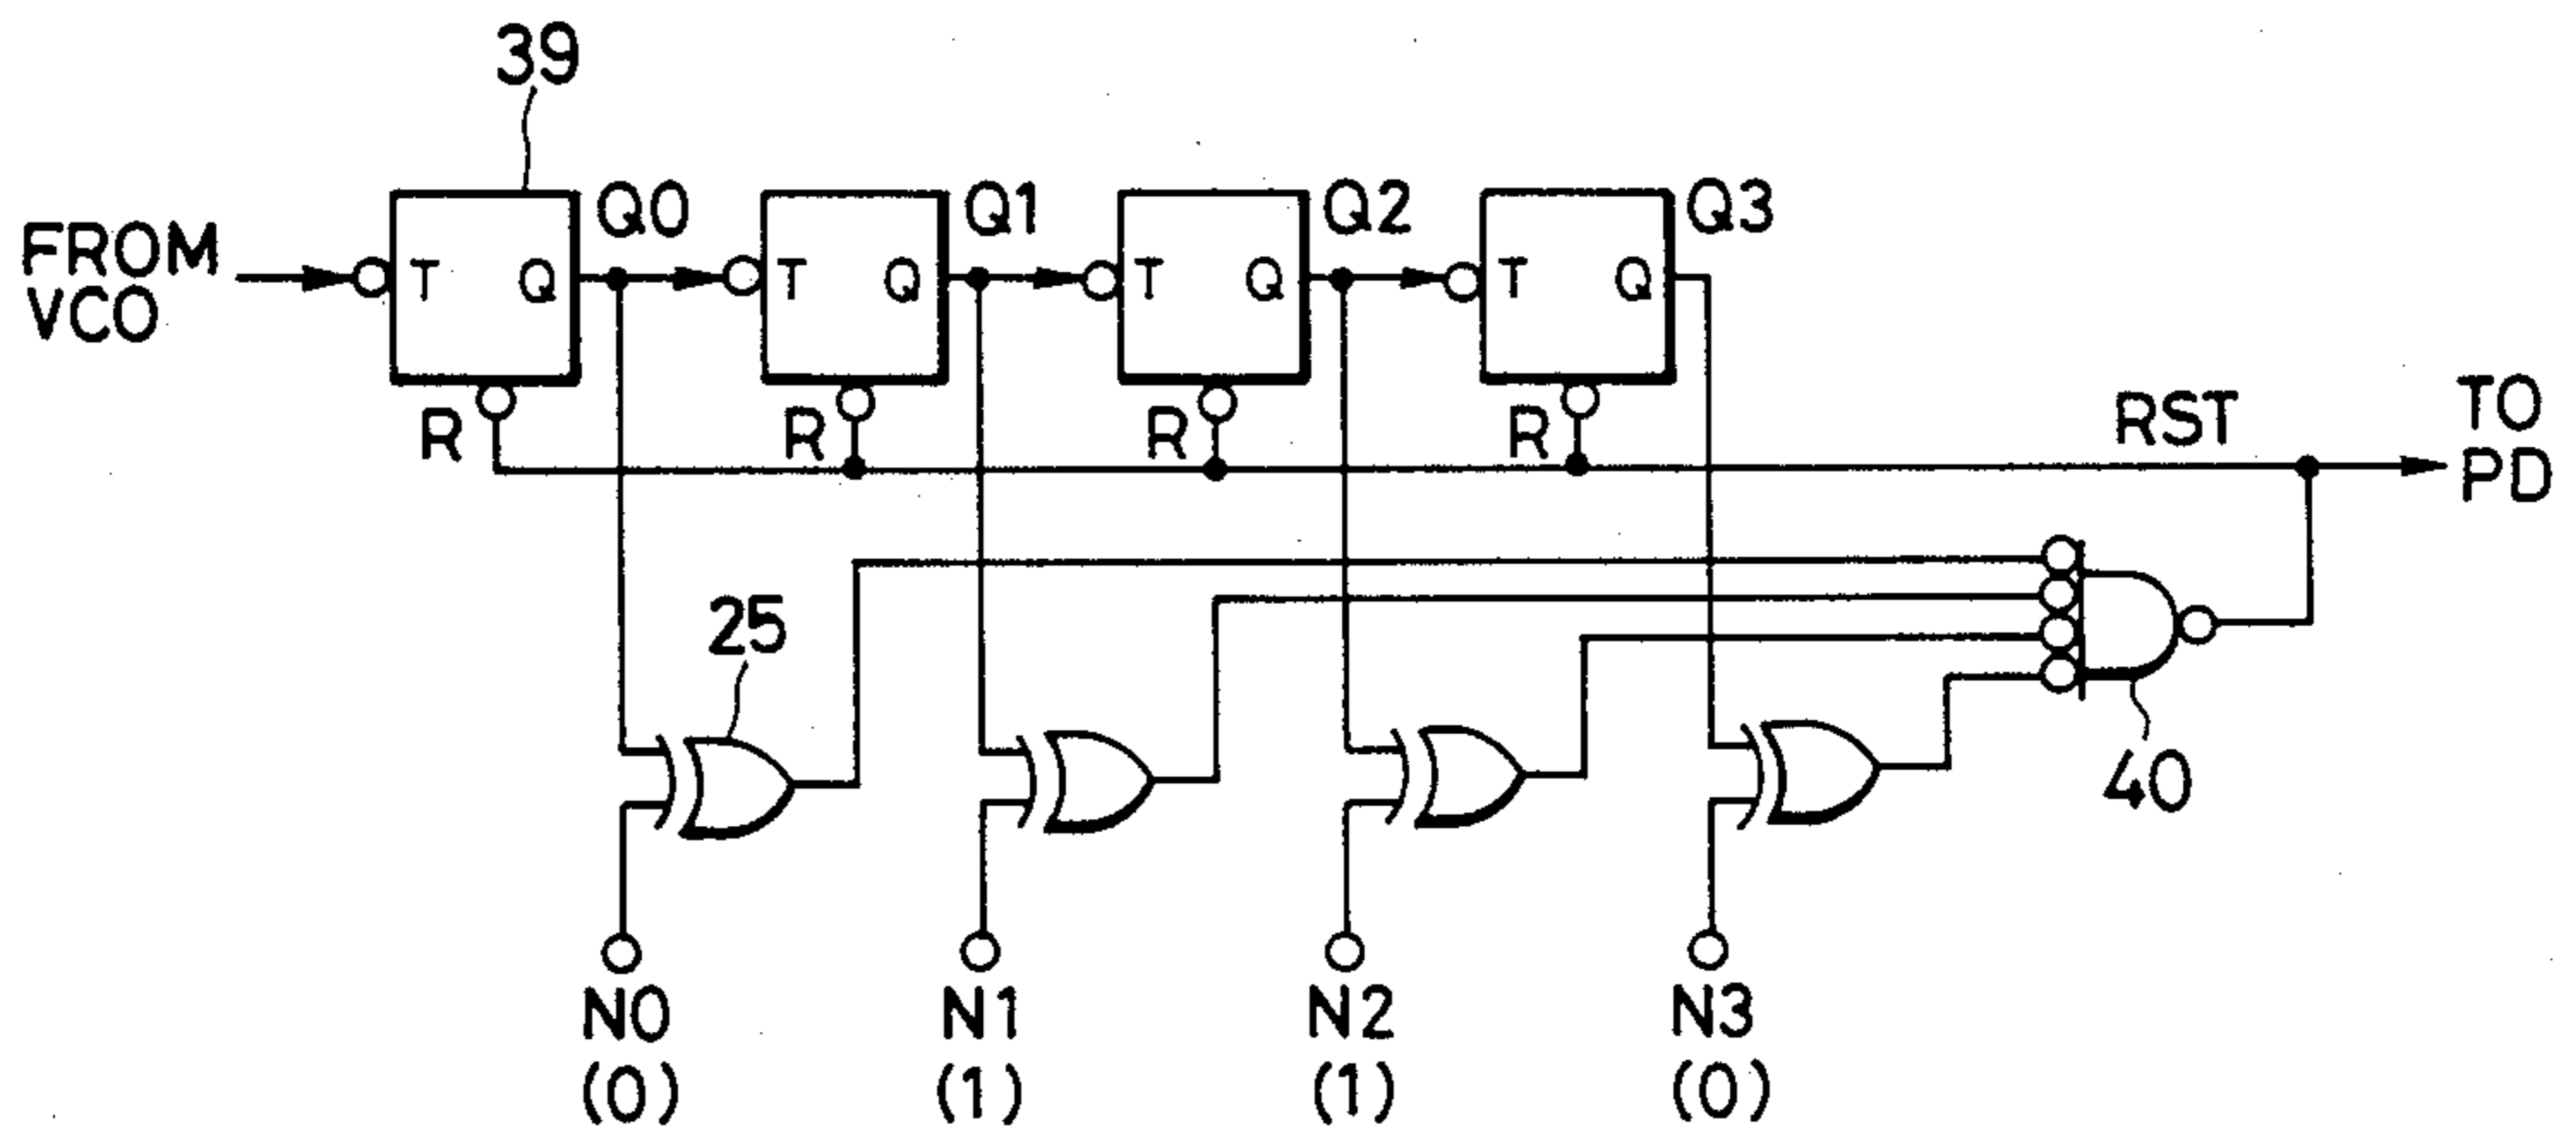 39
Q0 Q1 Q2 Q3
FROM
VCO
T Q T Q T Q T Q
R R R R
RST
TO
PD
25
40
N0 N1 N2 N3
(0) (1) (1) (0)